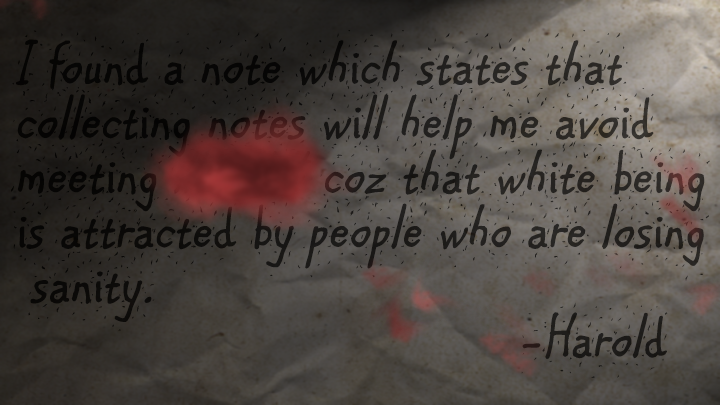 I found a note which states that
collecting notes will help me avoid
meeting coz that white being
is attracted by people who are losing
sanity.
-Harold